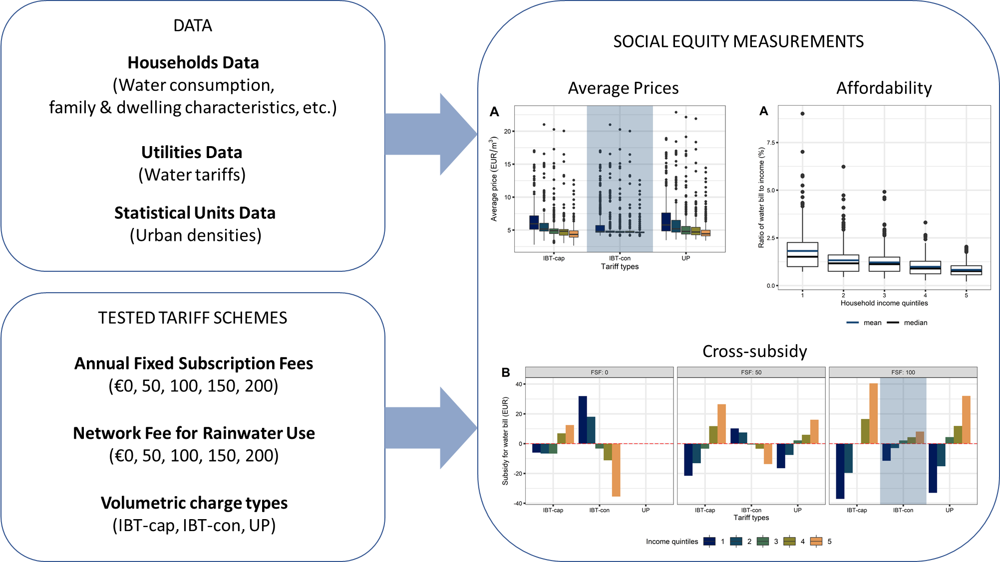 DATA
Households Data
(Water consumption,
family & dwelling characteristics, etc.)
Utilities Data
(Water tariffs)
Statistical Units Data
(Urban densities)
TESTED TARIFF SCHEMES
Annual Fixed Subscription Fees
(€0, 50, 100, 150, 200)
Network Fee for Rainwater Use
(€0, 50, 100, 150, 200)
Volumetric charge types
(IBT-cap, IBT-con, UP)
SOCIAL EQUITY MEASUREMENTS
Average Prices
A
Average price (EUR/m³)
20
15
10
5
IBT-cap IBT-con UP
Tariff types
Affordability
A
Ratio of water bill to income (%)
7.5
5.0
2.5
0.0
1 2 3 4 5
Household income quintiles
mean median
Cross-subsidy
B
FSF: 0 FSF: 50 FSF: 100
Subsidy for water bill (EUR)
40
20
0
-20
-40
IBT-cap IBT-con UP IBT-cap IBT-con UP IBT-cap IBT-con UP
Tariff types
Income quintiles 1 2 3 4 5